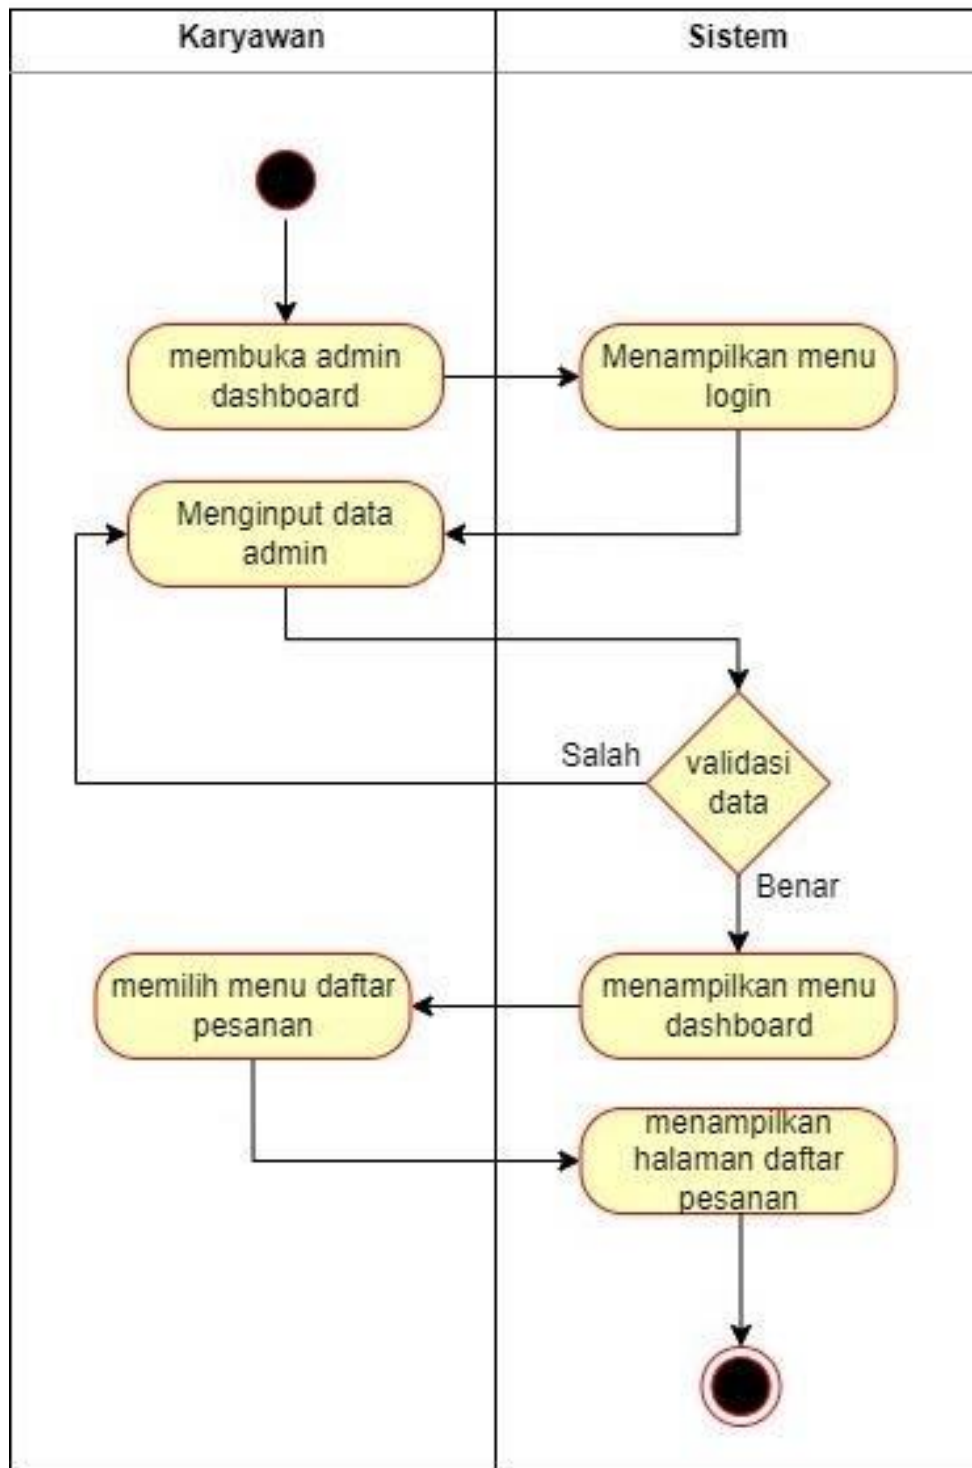 Karyawan
Sistem
membuka admin
dashboard
Menampilkan menu
login
Menginput data
admin
Salah
validasi
data
Benar
memilih menu daftar
pesanan
menampilkan menu
dashboard
menampilkan
halaman daftar
pesanan